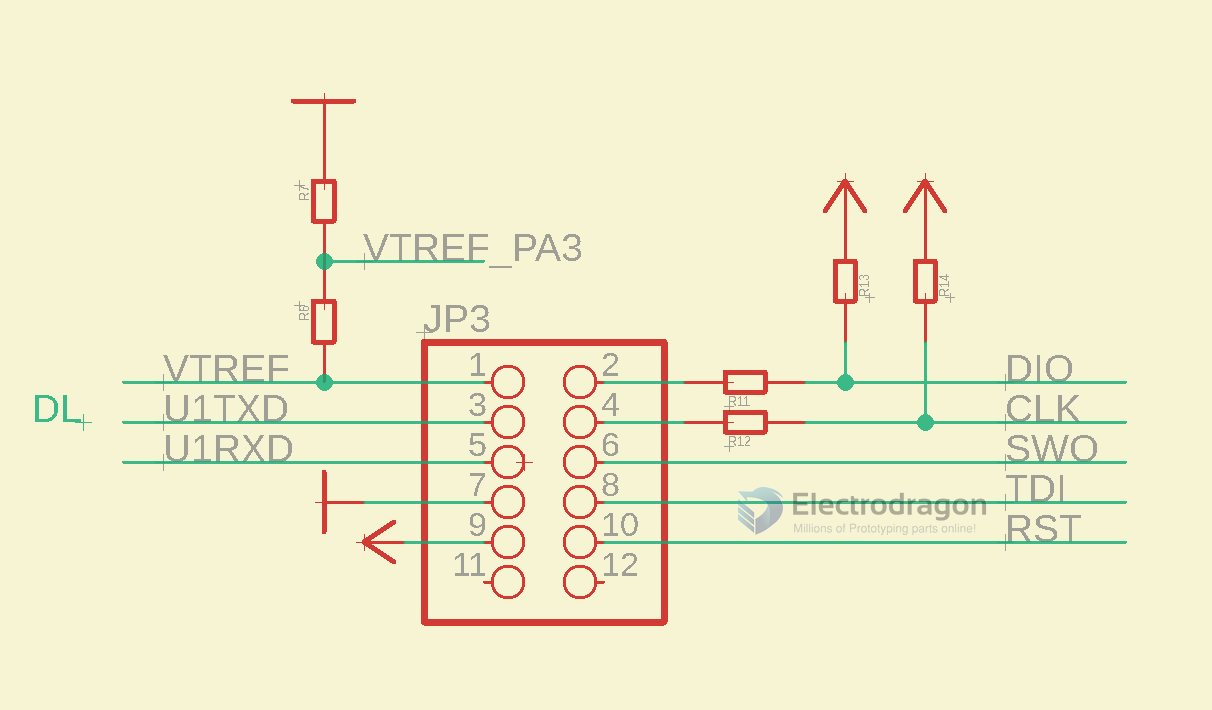 R7
VTREF_PA3
R13
R14
R6
JP3
VTREF
1
2
DIO
R11
DL
U1TXD
3
4
CLK
R12
U1RXD
5
6
SWO
7
8
TDI
Electrodragon
Millions of Prototyping parts online!
9
10
RST
11
12